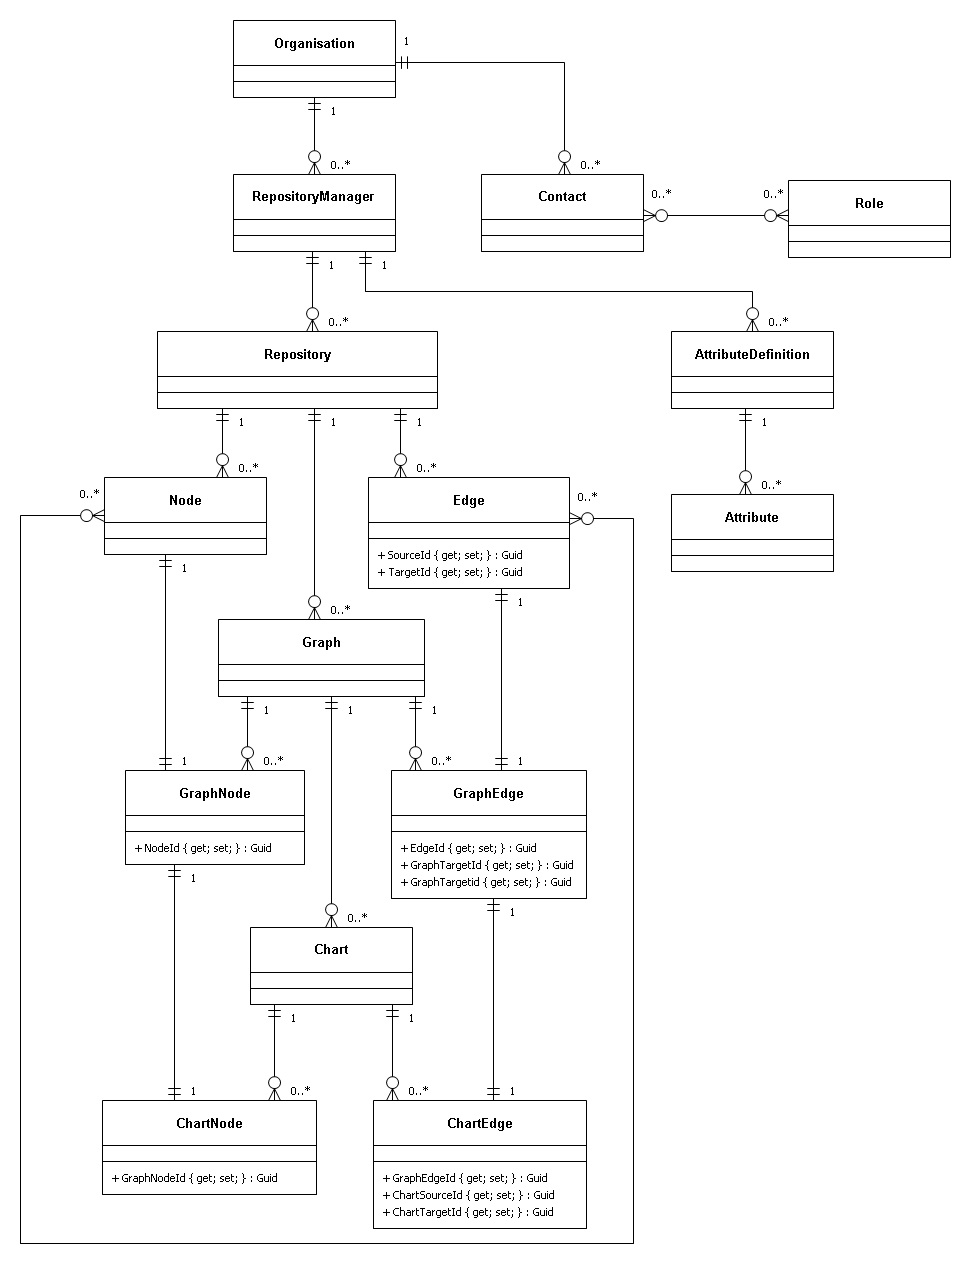 Organisation
1
1
0..*
0..*
RepositoryManager
Contact
0..*
0..*
Role
1
1
0..*
0..*
Repository
AttributeDefinition
1
1
1
1
0..*
0..*
0..*
0..*
0..*
Node
Edge
Attribute
+ SourceId { get; set; } : Guid
+ TargetId { get; set; } : Guid
1
1
0..*
Graph
1
1
1
1
0..*
0..*
1
GraphNode
GraphEdge
+ NodeId { get; set; } : Guid
+ EdgeId { get; set; } : Guid
+ GraphTargetId { get; set; } : Guid
+ GraphTargetid { get; set; } : Guid
1
1
0..*
Chart
1
1
1
0..*
0..*
1
ChartNode
ChartEdge
+ GraphNodeId { get; set; } : Guid
+ GraphEdgeId { get; set; } : Guid
+ ChartSourceId { get; set; } : Guid
+ ChartTargetId { get; set; } : Guid